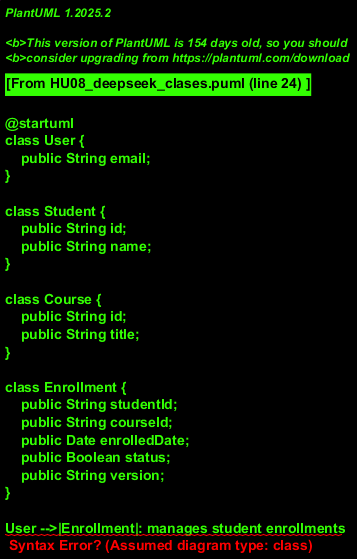 PlantUML 1.2025.2
<b>This version of PlantUML is 154 days old, so you should
<b>consider upgrading from https://plantuml.com/download
[From HU08_deepseek_clases.puml (line 24) ]
@startuml
class User {
public String email;
}
class Student {
public String id;
public String name;
}
class Course {
public String id;
public String title;
}
class Enrollment {
public String studentId;
public String courseId;
public Date enrolledDate;
public Boolean status;
public String version;
}
User -->|Enrollment|: manages student enrollments
Syntax Error? (Assumed diagram type: class)